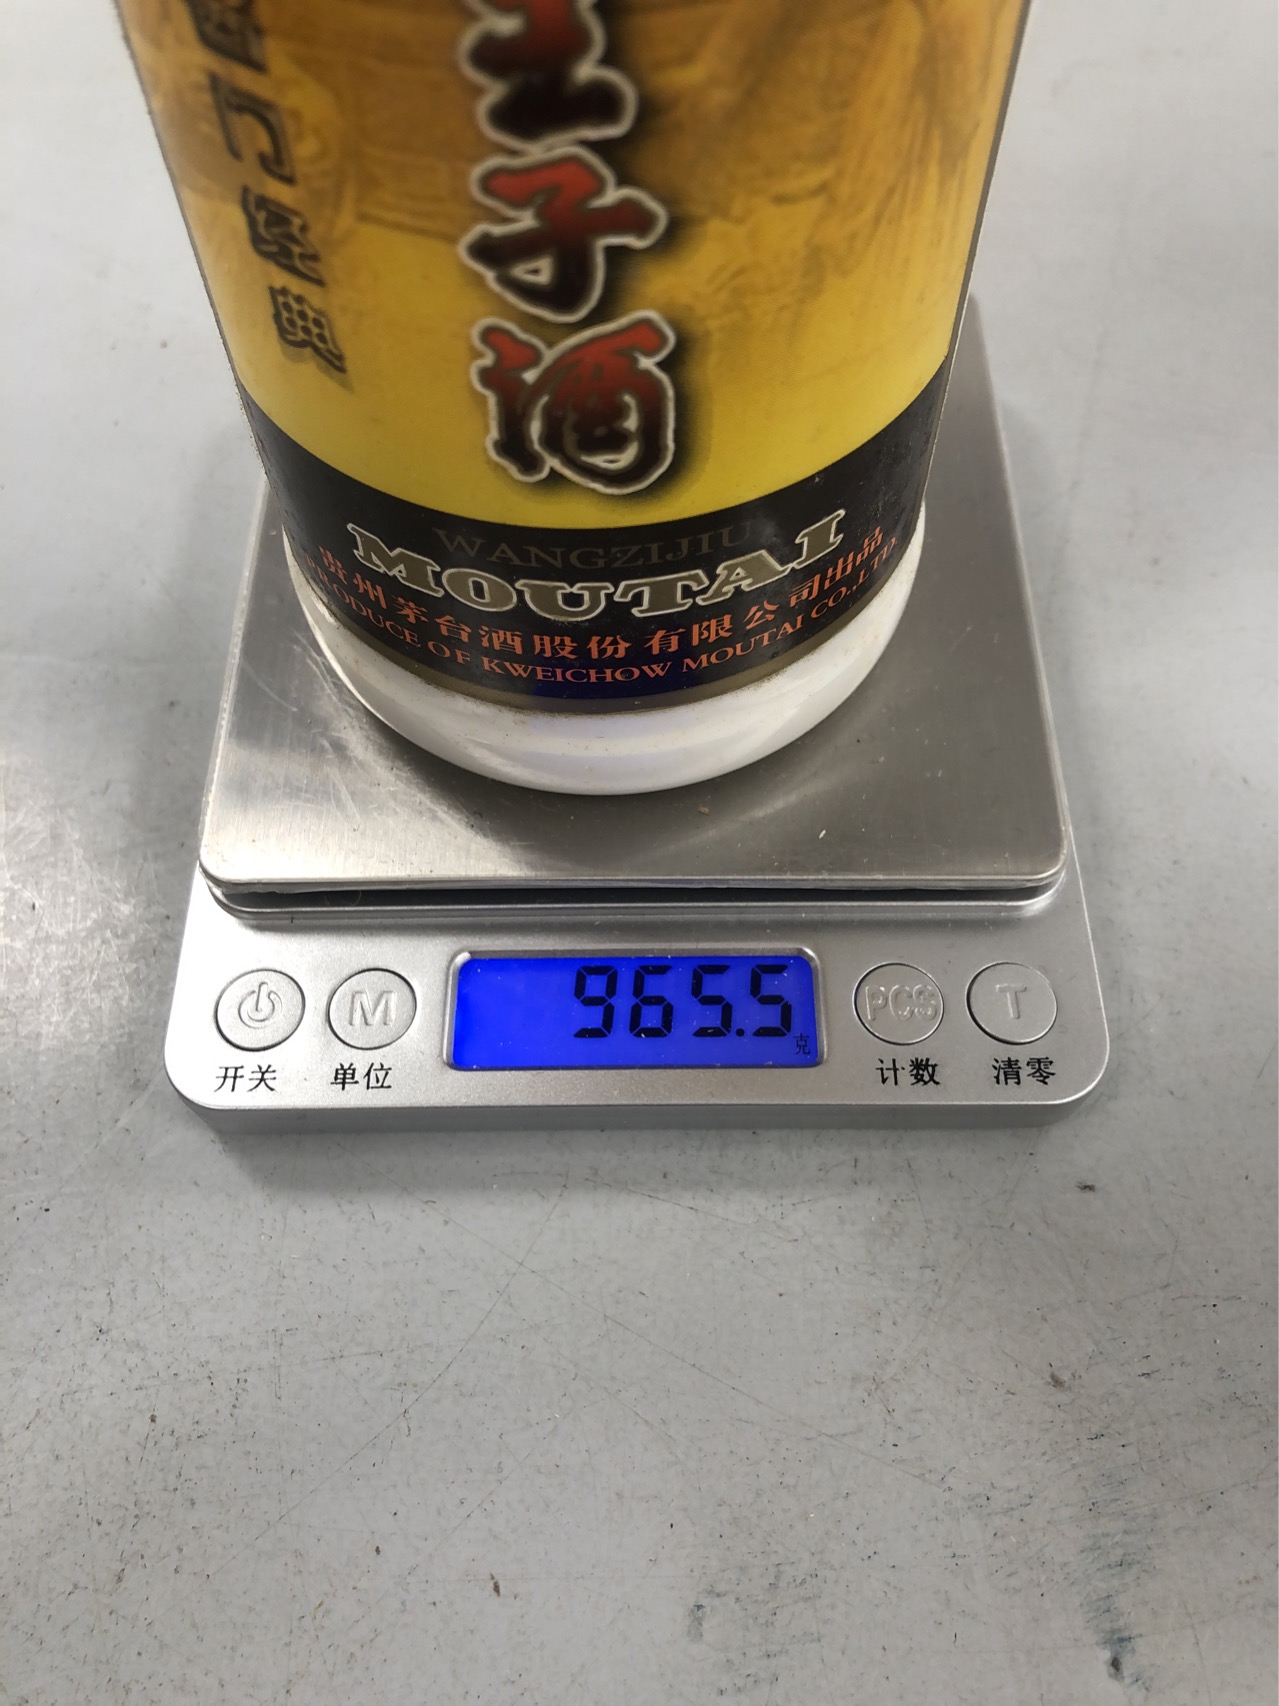 王子酒
门经典
WANGZIJIU
MOUTAI
贵州茅台酒股份有限公司出品
PRODUCE OF KWEICHOW MOUTAI CO.,LTD.
965.5
克
M
PCS
T
开关
单位
计数
清零